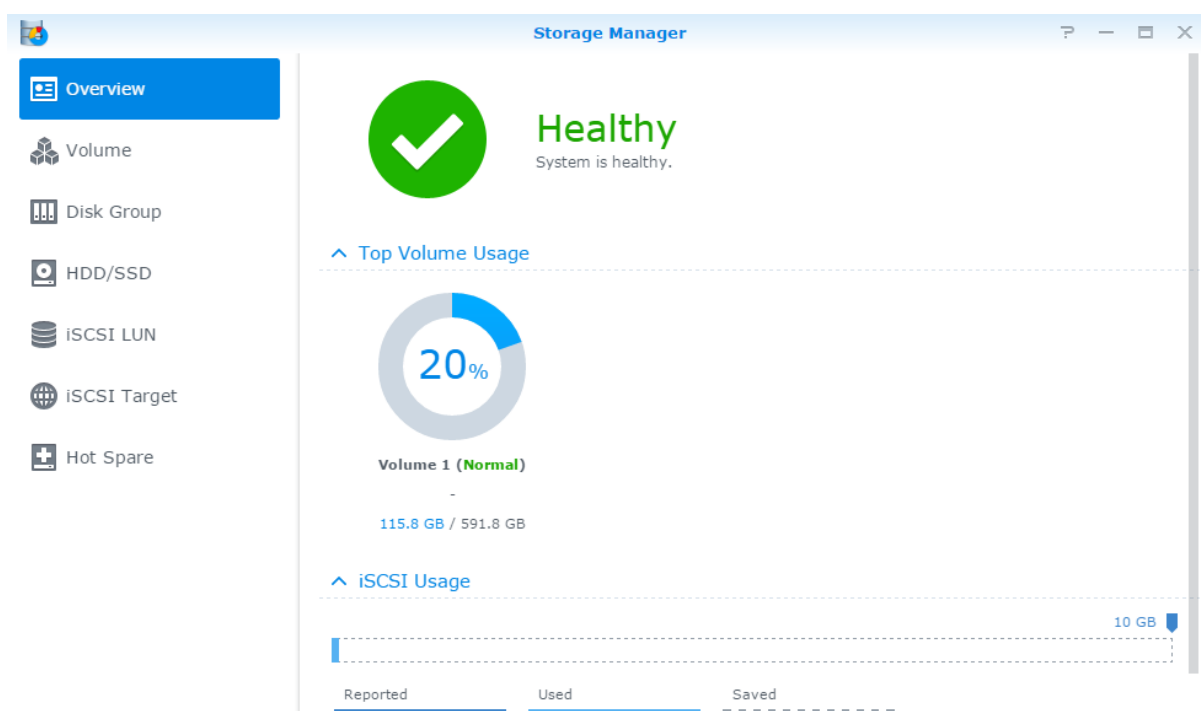 Storage Manager
Overview
Volume
Disk Group
HDD/SSD
iSCSI LUN
iSCSI Target
Hot Spare
Healthy
System is healthy.
Top Volume Usage
20%
Volume 1 (Normal)
-
115.8 GB / 591.8 GB
iSCSI Usage
10 GB
Reported Used Saved